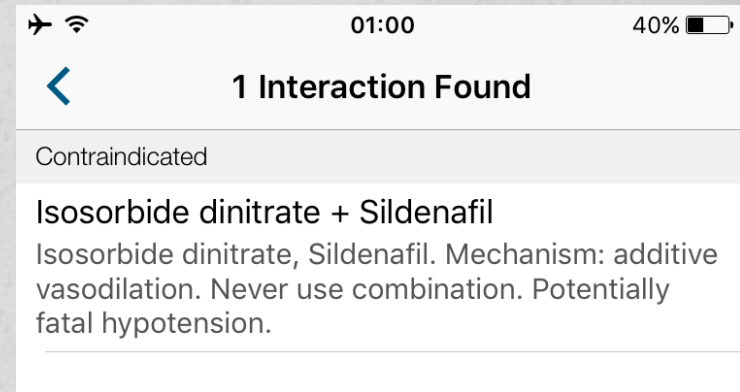 01:00
40%
1 Interaction Found
Contraindicated
Isosorbide dinitrate + Sildenafil
Isosorbide dinitrate, Sildenafil. Mechanism: additive
vasodilation. Never use combination. Potentially
fatal hypotension.